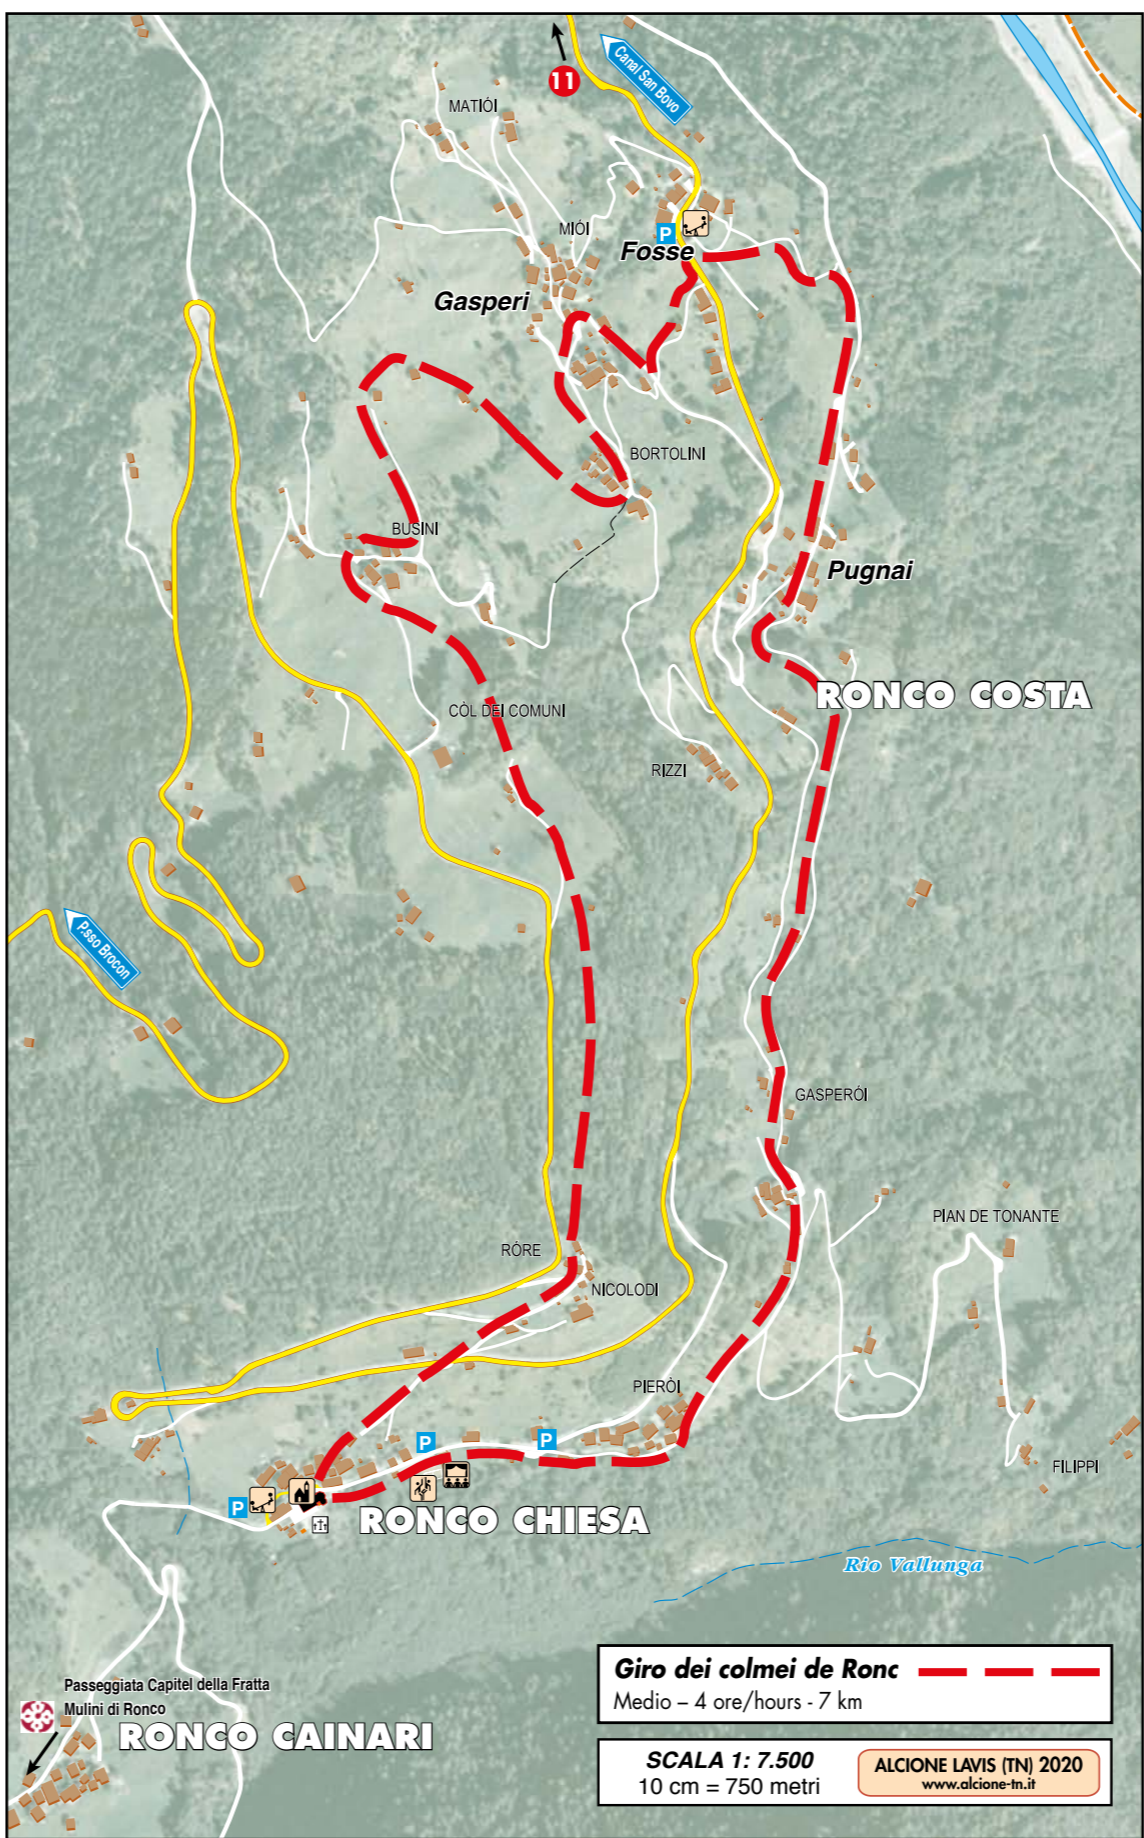 11
Canal San Bovo
MATIÓI
MIÓI
P
Fosse
Gasperi
BORTOLINI
BUSINI
Pugnai
RONCO COSTA
CÒL DEI COMUNI
RIZZI
P.sso Brocon
GASPERÓI
PIAN DE TONANTE
RÓRE
NICOLODI
PIERÓI
P
P
FILIPPI
P
RONCO CHIESA
Rio Vallunga
Passeggiata Capitel della Fratta
Mulini di Ronco
RONCO CAINARI
Giro dei colmei de Ronc
Medio – 4 ore/hours - 7 km
SCALA 1: 7.500
10 cm = 750 metri
ALCIONE LAVIS (TN) 2020
www.alcione-tn.it